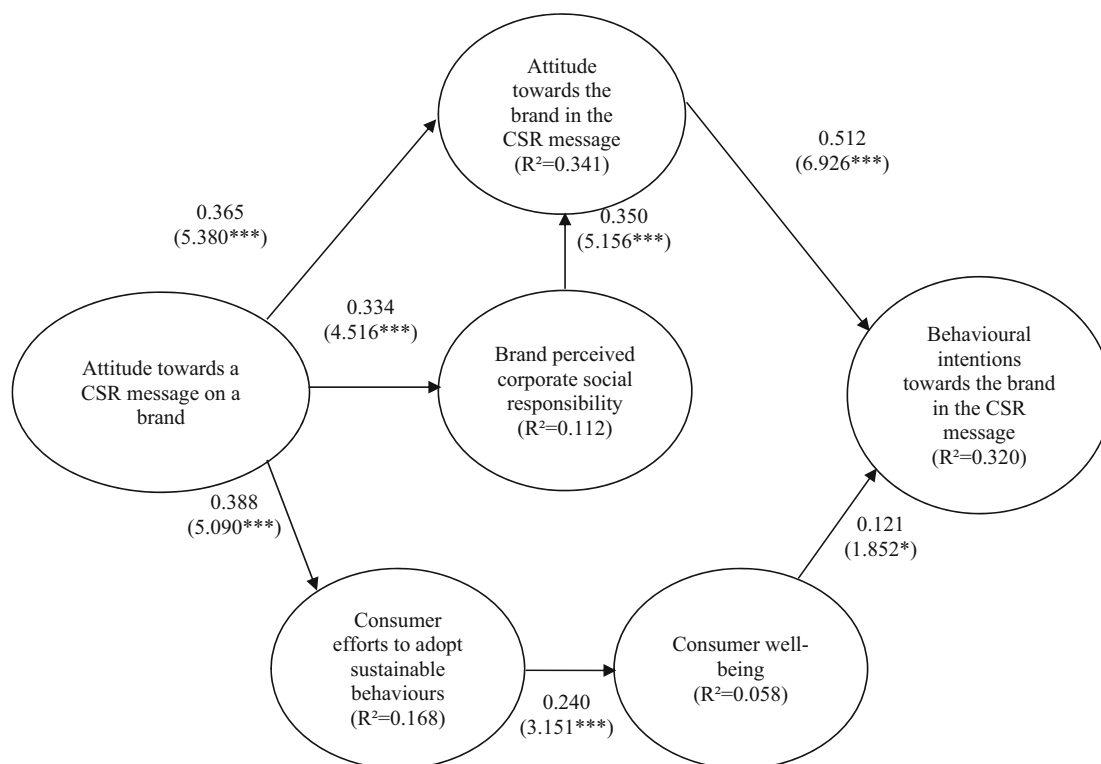 Attitude
towards the
brand in the
CSR message
(R²=0.341)
0.512
(6.926***)
0.365
(5.380***)
0.350
(5.156***)
0.334
(4.516***)
Attitude towards a
CSR message on a
brand
Brand perceived
corporate social
responsibility
(R²=0.112)
Behavioural
intentions
towards the brand
in the CSR
message
(R²=0.320)
0.388
(5.090***)
0.121
(1.852*)
Consumer
efforts to adopt
sustainable
behaviours
(R²=0.168)
0.240
(3.151***)
Consumer well-
being
(R²=0.058)